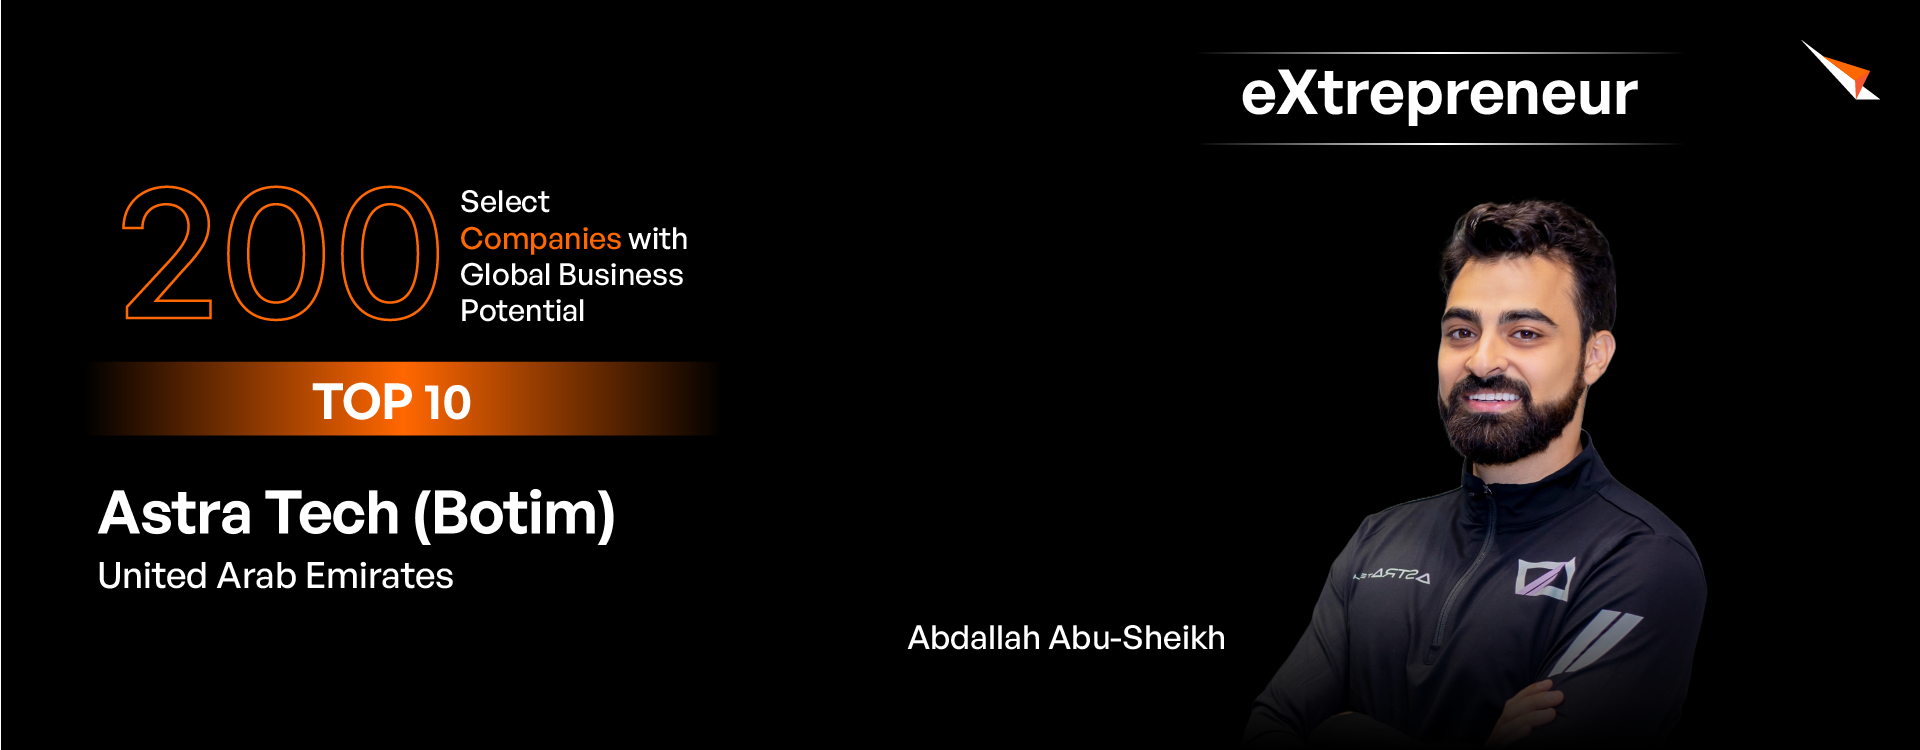 eXtrepreneur
200
Select
Companies with
Global Business
Potential
TOP 10
Astra Tech (Botim)
United Arab Emirates
Abdallah Abu-Sheikh